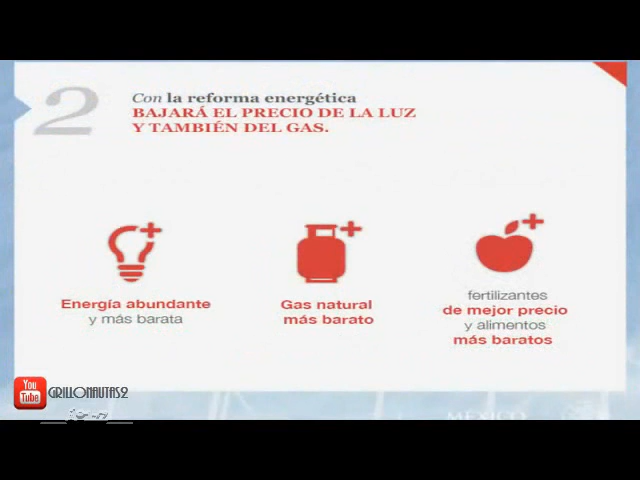 2
Con la reforma energética
BAJARÁ EL PRECIO DE LA LUZ
Y TAMBIÉN DEL GAS.
Energía abundante
y más barata
Gas natural
más barato
fertilizantes
de mejor precio
y alimentos
más baratos
You
Tube
GRILLONAUTAS2
MÉXICO